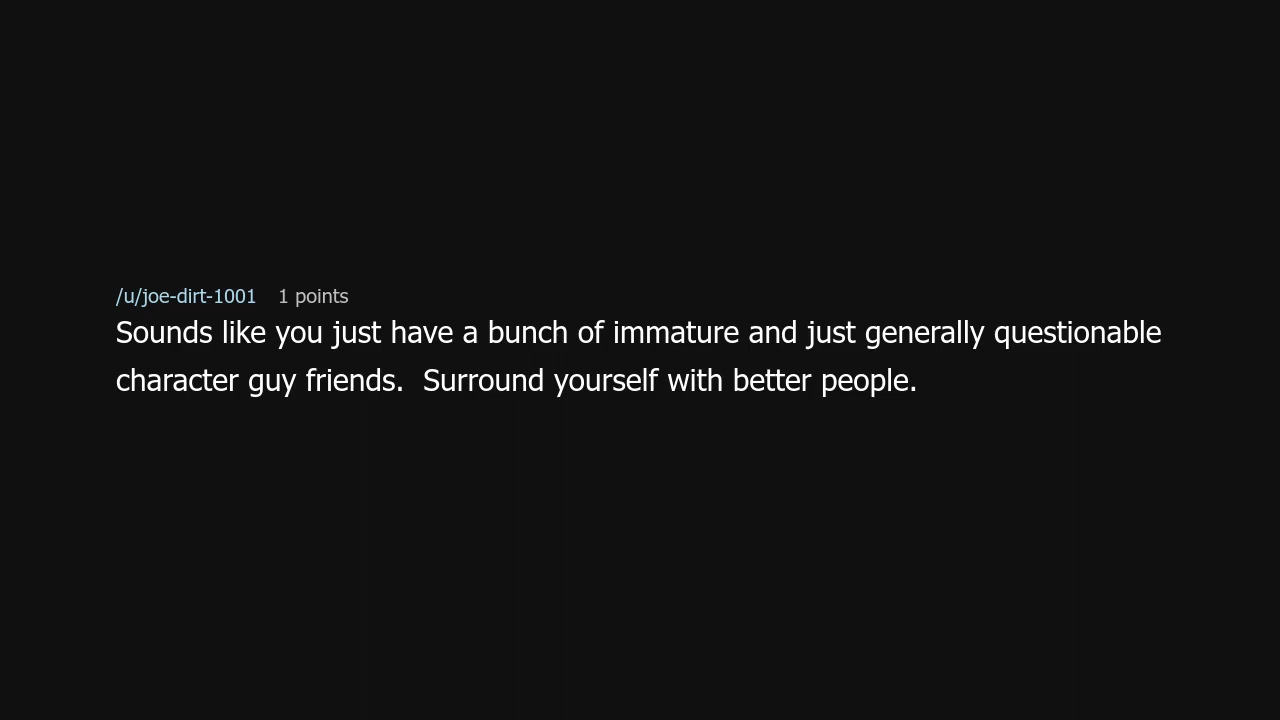 /u/joe-dirt-1001 1 points
Sounds like you just have a bunch of immature and just generally questionable
character guy friends.  Surround yourself with better people.